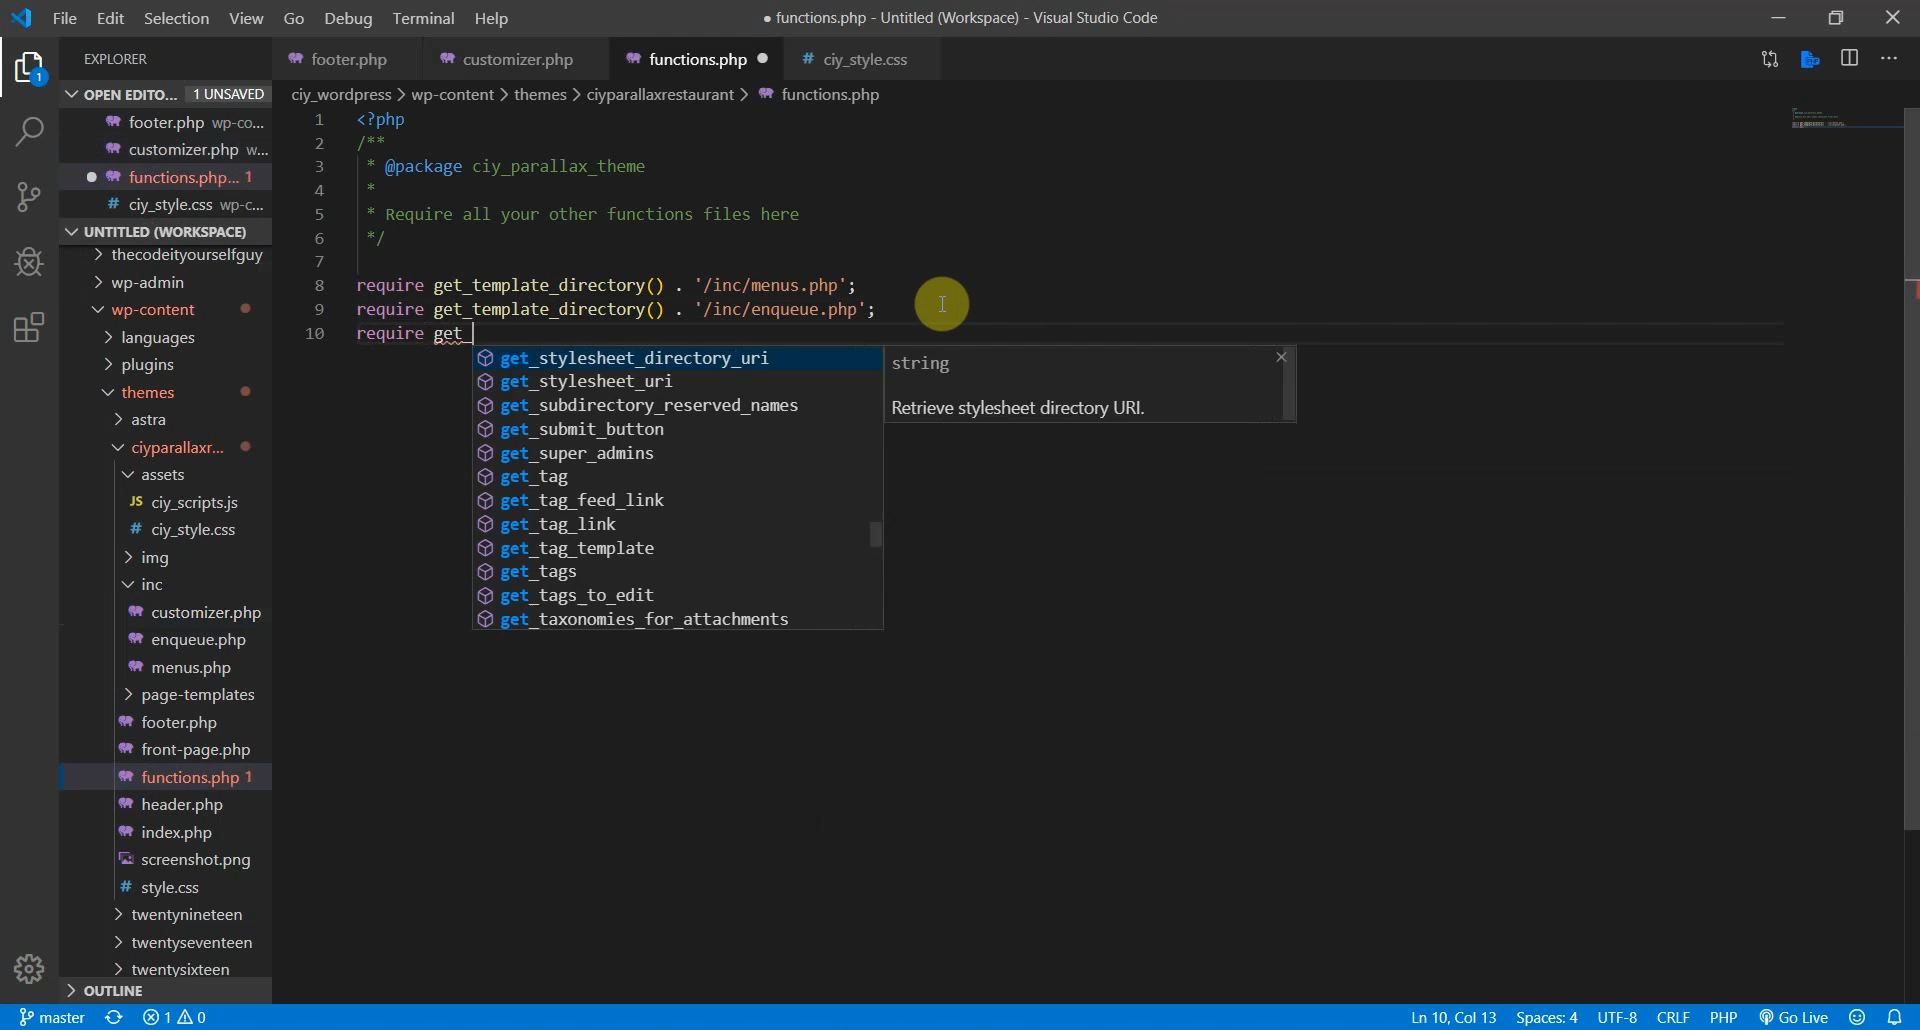 File Edit Selection View Go Debug Terminal Help
● functions.php - Untitled (Workspace) - Visual Studio Code
EXPLORER
footer.php
customizer.php
functions.php
# ciy_style.css
OPEN EDITO... 1 UNSAVED
footer.php wp-co...
customizer.php w...
functions.php... 1
# ciy_style.css wp-c...
UNTITLED (WORKSPACE)
thecodeityourselfguy
wp-admin
wp-content
languages
plugins
themes
astra
ciyparallaxr...
assets
JS ciy_scripts.js
# ciy_style.css
img
inc
customizer.php
enqueue.php
menus.php
page-templates
footer.php
front-page.php
functions.php 1
header.php
index.php
screenshot.png
# style.css
twentynineteen
twentyseventeen
twentysixteen
OUTLINE
ciy_wordpress > wp-content > themes > ciyparallaxrestaurant > functions.php
1 <?php
2 /**
3 * @package ciy_parallax_theme
4 *
5 * Require all your other functions files here
6 */
7
8 require get_template_directory() . '/inc/menus.php';
9 require get_template_directory() . '/inc/enqueue.php';
10 require get_
get_stylesheet_directory_uri
get_stylesheet_uri
get_subdirectory_reserved_names
get_submit_button
get_super_admins
get_tag
get_tag_feed_link
get_tag_link
get_tag_template
get_tags
get_tags_to_edit
get_taxonomies_for_attachments
string
Retrieve stylesheet directory URI.
1
master 1 0
Ln 10, Col 13 Spaces: 4 UTF-8 CRLF PHP Go Live